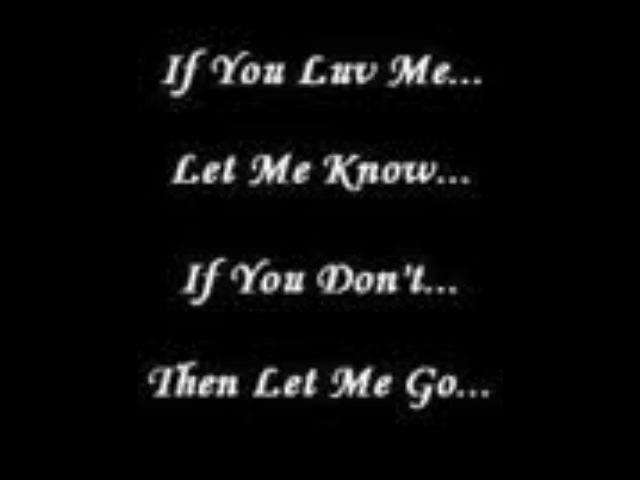 If You Luv Me...
Let Me Know...
If You Don't...
Then Let Me Go...